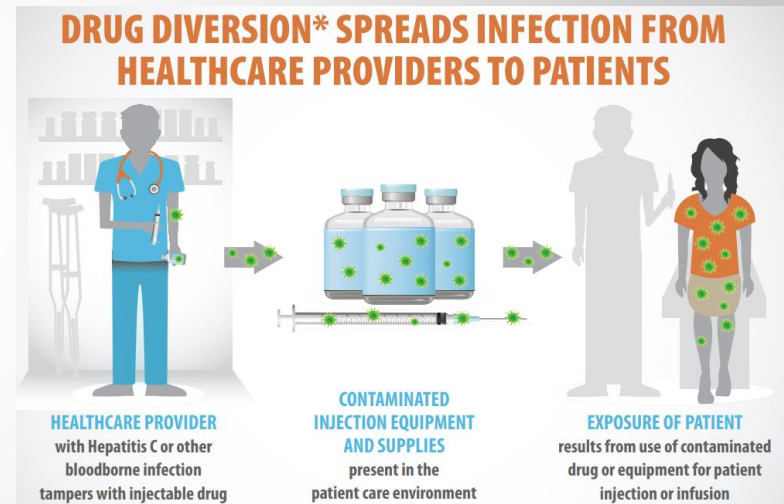 DRUG DIVERSION* SPREADS INFECTION FROM
HEALTHCARE PROVIDERS TO PATIENTS
HEALTHCARE PROVIDER
with Hepatitis C or other
bloodborne infection
tampers with injectable drug
CONTAMINATED
INJECTION EQUIPMENT
AND SUPPLIES
present in the
patient care environment
EXPOSURE OF PATIENT
results from use of contaminated
drug or equipment for patient
injection or infusion